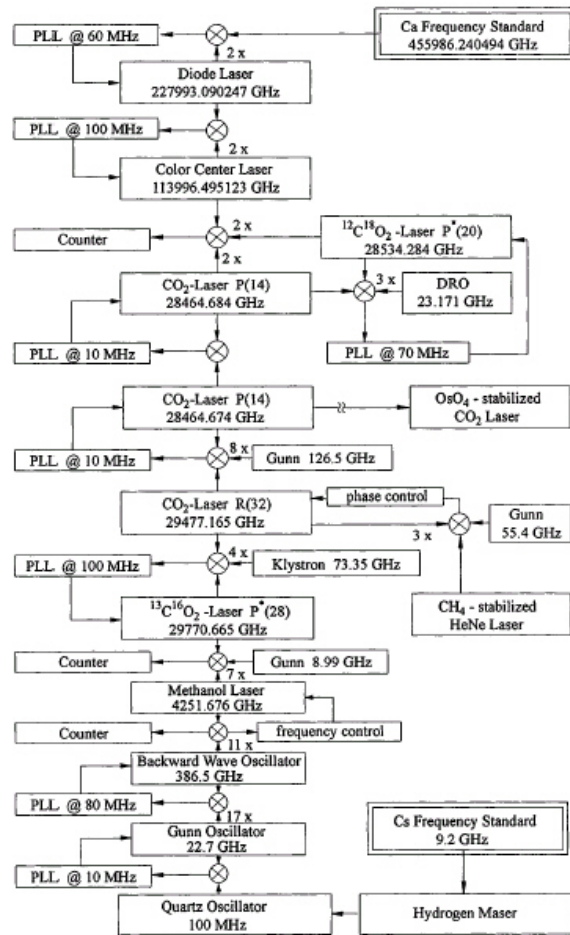 PLL @ 60 MHz
Ca Frequency Standard
455986.240494 GHz
2 x
Diode Laser
227993.090247 GHz
PLL @ 100 MHz
2 x
Color Center Laser
113996.495123 GHz
Counter
2 x
2 x
¹²C¹⁸O₂ -Laser P*(20)
28534.284 GHz
CO₂-Laser P(14)
28464.684 GHz
3 x
DRO
23.171 GHz
PLL @ 10 MHz
PLL @ 70 MHz
CO₂-Laser P(14)
28464.674 GHz
OsO₄ - stabilized
CO₂ Laser
PLL @ 10 MHz
8 x
Gunn 126.5 GHz
CO₂-Laser R(32)
29477.165 GHz
phase control
3 x
Gunn
55.4 GHz
PLL @ 100 MHz
4 x
Klystron 73.35 GHz
CH₄ - stabilized
HeNe Laser
¹³C¹⁶O₂ -Laser P*(28)
29770.665 GHz
Counter
Gunn 8.99 GHz
7 x
Methanol Laser
4251.676 GHz
Counter
frequency control
11 x
Backward Wave Oscillator
386.5 GHz
PLL @ 80 MHz
17 x
Gunn Oscillator
22.7 GHz
Cs Frequency Standard
9.2 GHz
PLL @ 10 MHz
Quartz Oscillator
100 MHz
Hydrogen Maser